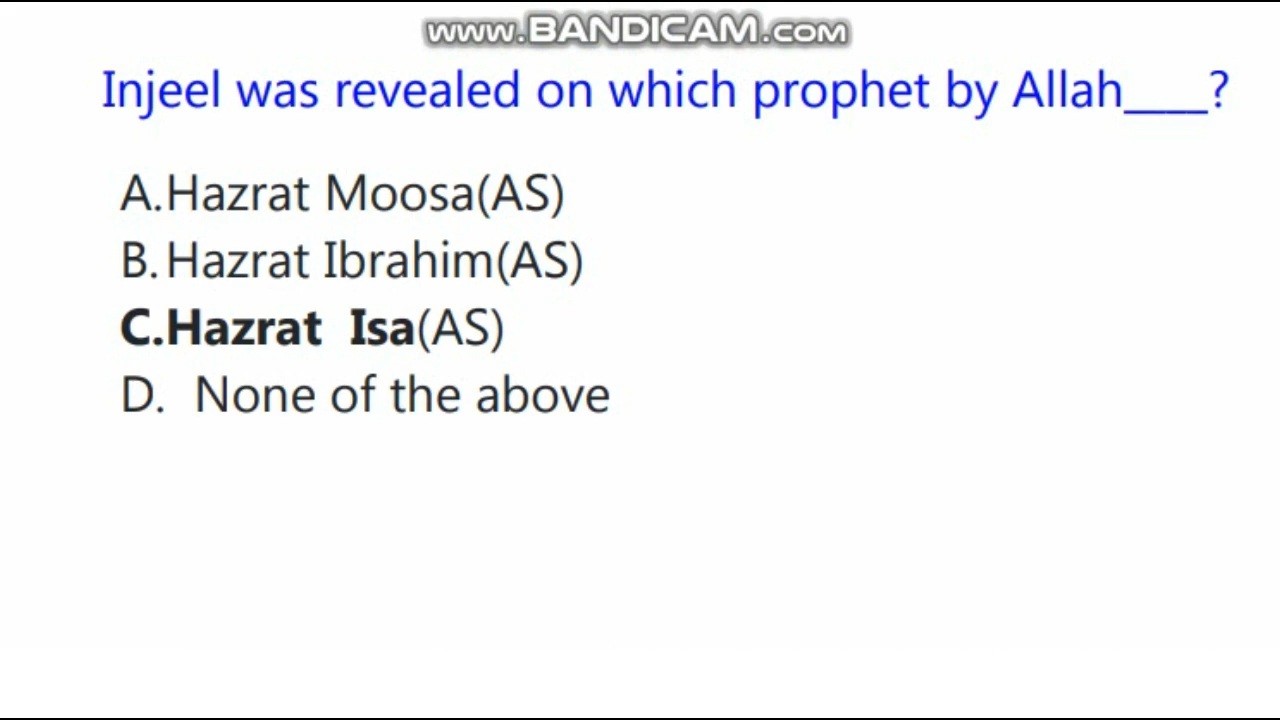 www.BANDICAM.com
Injeel was revealed on which prophet by Allah____?
A.Hazrat Moosa(AS)
B.Hazrat Ibrahim(AS)
C.Hazrat Isa(AS)
D. None of the above